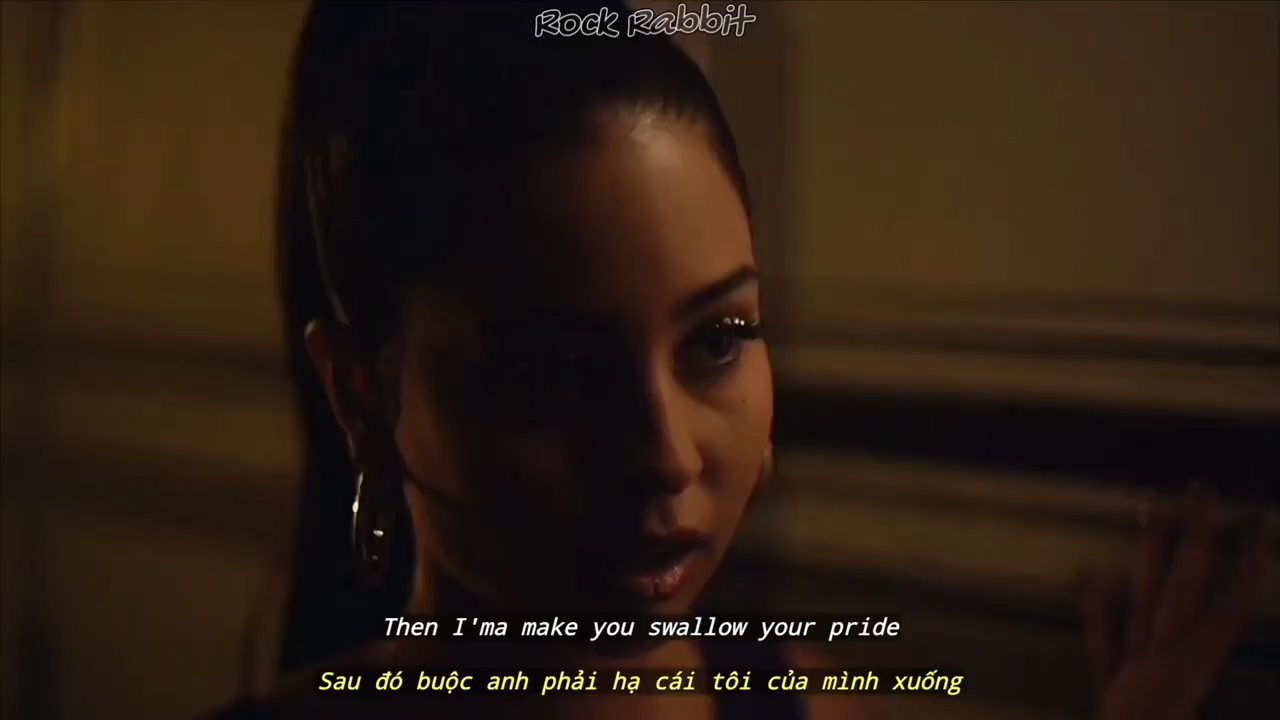 Rock Rabbit
Then I'ma make you swallow your pride
Sau đó buộc anh phải hạ cái tôi của mình xuống